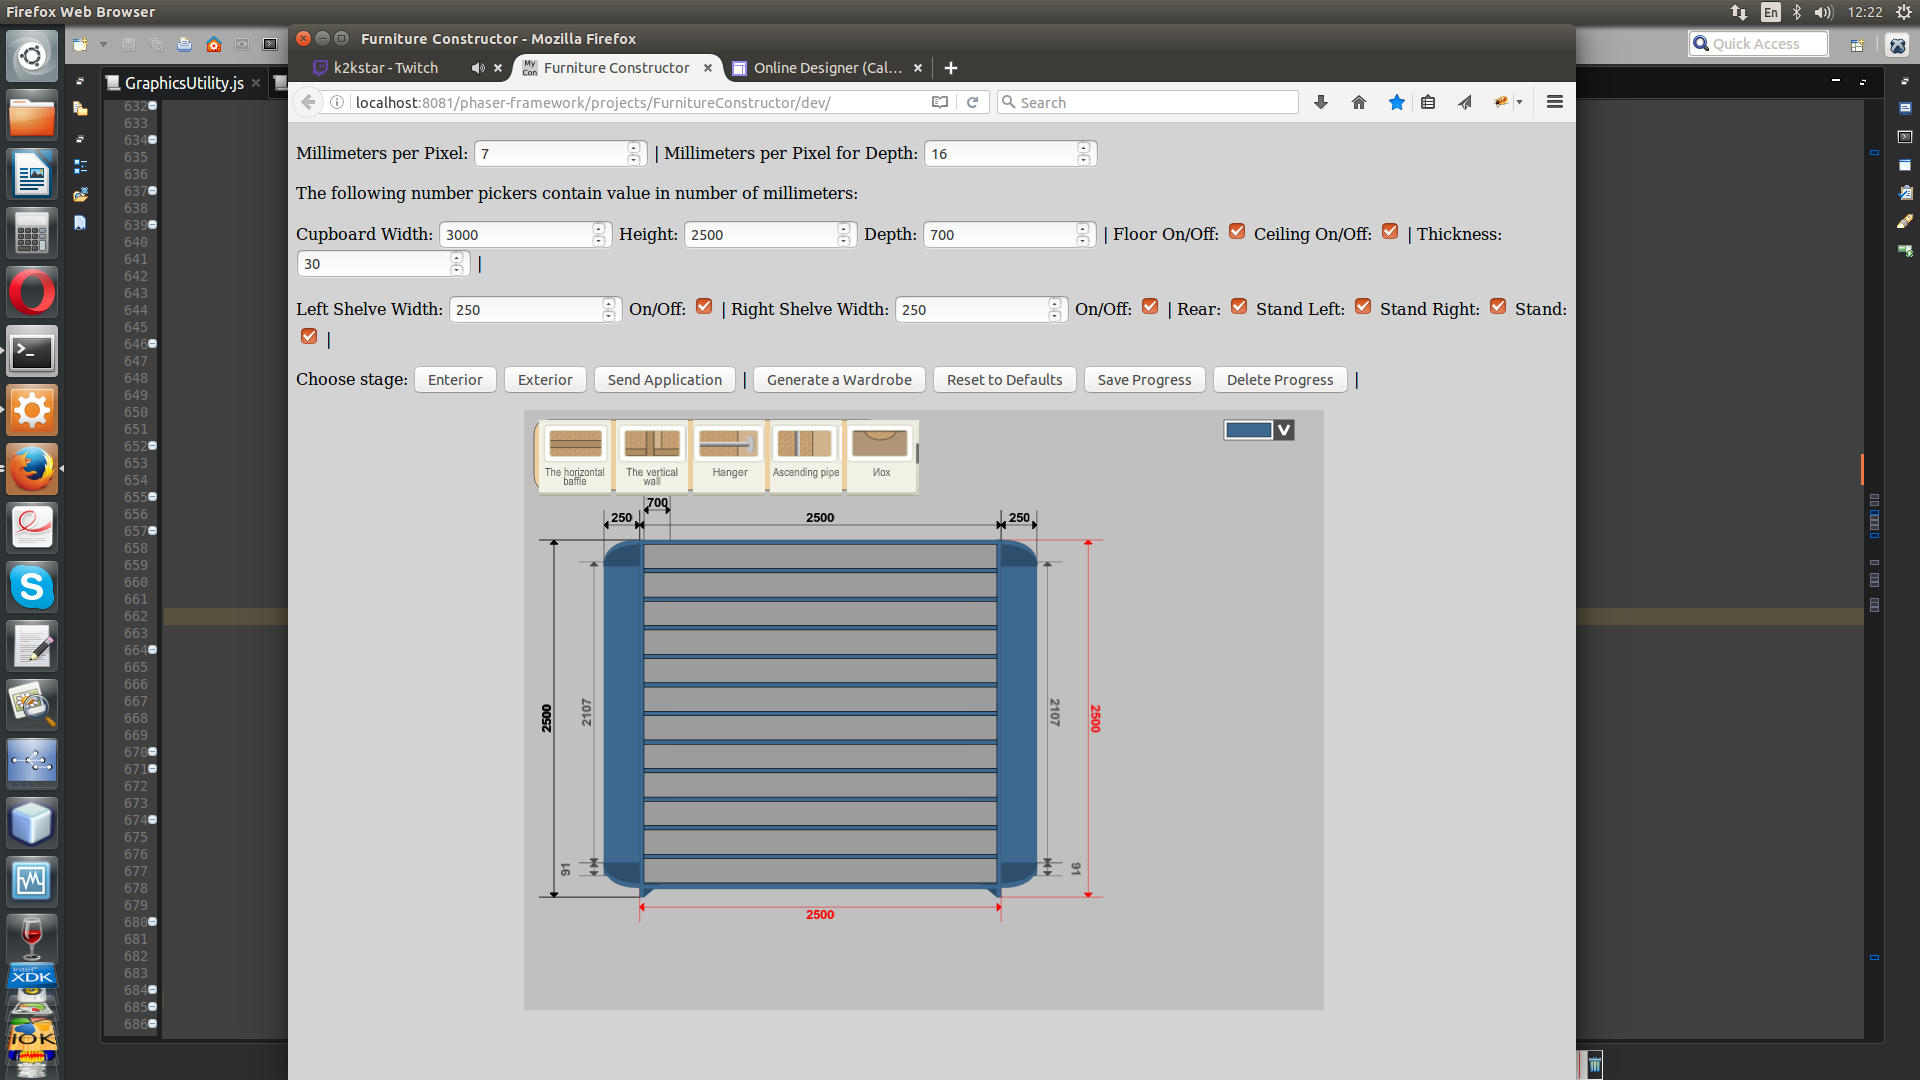 Firefox Web Browser
En
12:22
Furniture Constructor - Mozilla Firefox
Quick Access
GraphicsUtility.js
k2kstar - Twitch
My Con
Furniture Constructor
Online Designer (Cal...
localhost:8081/phaser-framework/projects/FurnitureConstructor/dev/
Search
Millimeters per Pixel: 7 | Millimeters per Pixel for Depth: 16
The following number pickers contain value in number of millimeters:
Cupboard Width: 3000 Height: 2500 Depth: 700 | Floor On/Off: Ceiling On/Off: | Thickness:
30 |
Left Shelve Width: 250 On/Off: | Right Shelve Width: 250 On/Off: | Rear: Stand Left: Stand Right: Stand:
|
Choose stage: Enterior Exterior Send Application | Generate a Wardrobe Reset to Defaults Save Progress Delete Progress |
The horizontal baffle
The vertical wall
Hanger
Ascending pipe
Иox
V
700
250 2500 250
2500
2107
91
2107
91
2500
2500
632
633
634
635
636
637
638
639
640
641
642
643
644
645
646
647
648
649
650
651
652
653
654
655
656
657
658
659
660
661
662
663
664
665
666
667
668
669
670
671
672
673
674
675
676
677
678
679
680
681
682
683
684
685
686
intel
XDK